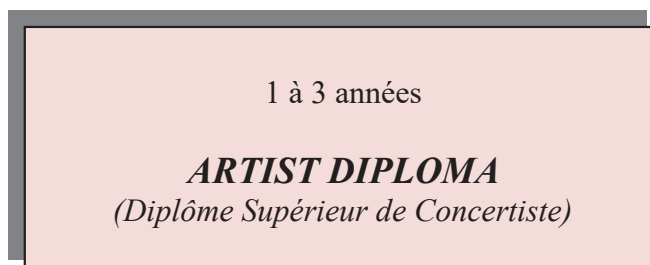 1 à 3 années
ARTIST DIPLOMA
(Diplôme Supérieur de Concertiste)